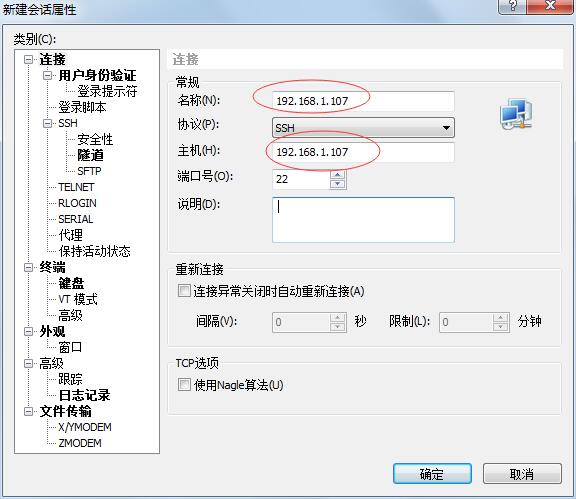 新建会话属性
类别(C):
连接
用户身份验证
登录提示符
登录脚本
SSH
安全性
隧道
SFTP
TELNET
RLOGIN
SERIAL
代理
保持活动状态
终端
键盘
VT 模式
高级
外观
窗口
高级
跟踪
日志记录
文件传输
X/YMODEM
ZMODEM
连接
常规
名称(N): 192.168.1.107
协议(P): SSH
主机(H): 192.168.1.107
端口号(O): 22
说明(D):
重新连接
连接异常关闭时自动重新连接(A)
间隔(V): 0 秒 限制(L): 0 分钟
TCP选项
使用Nagle算法(U)
确定 取消